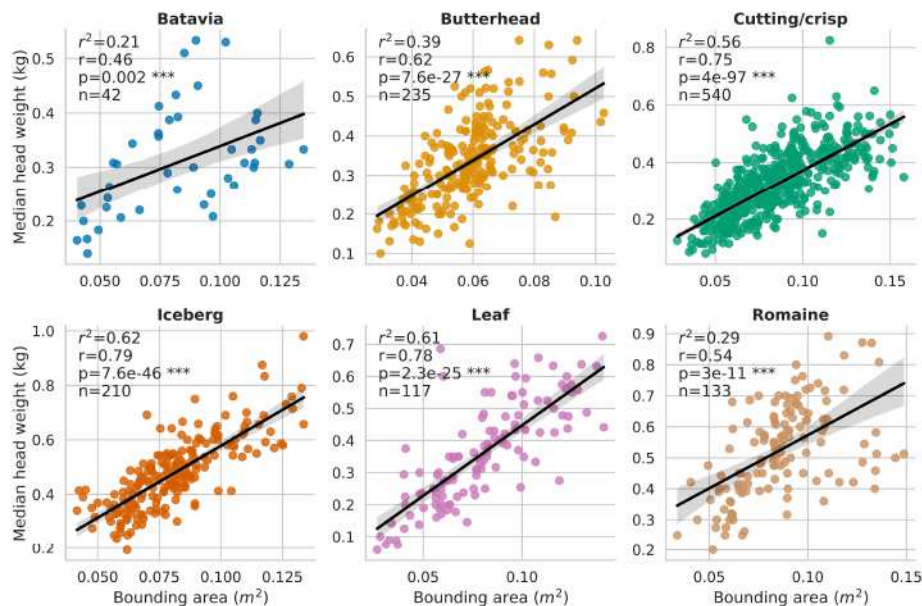 Batavia
r²=0.21
r=0.46
p=0.002 ***
n=42
Median head weight (kg)
0.5
0.4
0.3
0.2
0.050
0.075
0.100
0.125
Butterhead
r²=0.39
r=0.62
p=7.6e-27 ***
n=235
0.6
0.5
0.4
0.3
0.2
0.1
0.04
0.06
0.08
0.10
Cutting/crisp
r²=0.56
r=0.75
p=4e-97 ***
n=540
0.8
0.6
0.4
0.2
0.05
0.10
0.15
Iceberg
r²=0.62
r=0.79
p=7.6e-46 ***
n=210
Median head weight (kg)
1.0
0.8
0.6
0.4
0.2
0.050
0.075
0.100
0.125
Bounding area (m²)
Leaf
r²=0.61
r=0.78
p=2.3e-25 ***
n=117
0.7
0.6
0.5
0.4
0.3
0.2
0.1
0.05
0.10
Bounding area (m²)
Romaine
r²=0.29
r=0.54
p=3e-11 ***
n=133
0.9
0.8
0.7
0.6
0.5
0.4
0.3
0.2
0.05
0.10
0.15
Bounding area (m²)